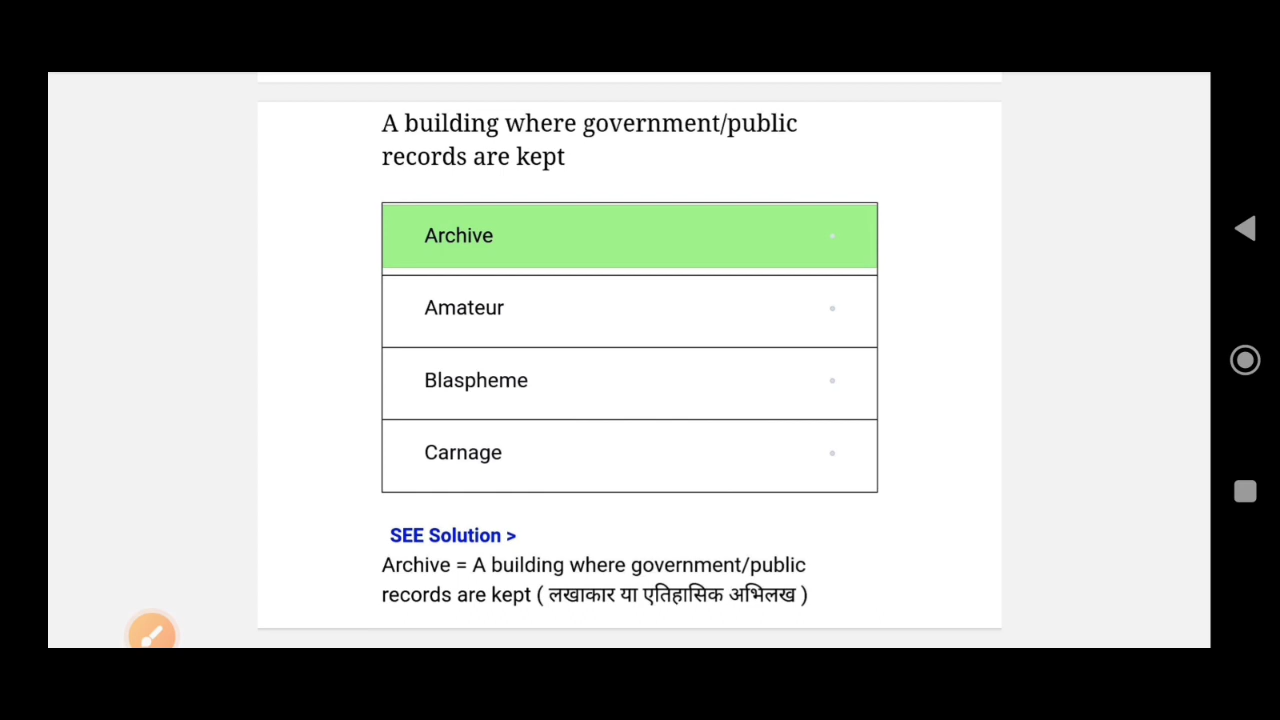 A building where government/public
records are kept
Archive
Amateur
Blaspheme
Carnage
SEE Solution >
Archive = A building where government/public
records are kept ( लखाकार या एतिहासिक अभिलख )